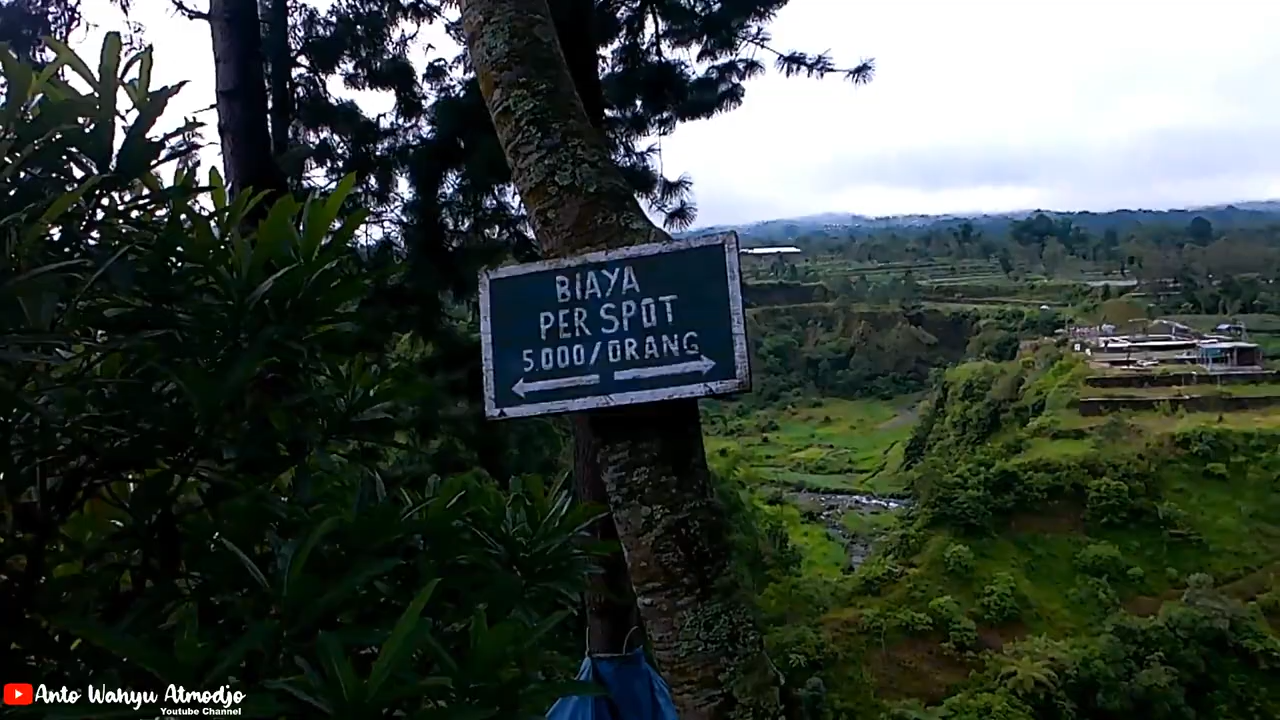 BIAYA
PER SPOT
5.000/ORANG
Anto Wahyu Atmodjo
Youtube Channel